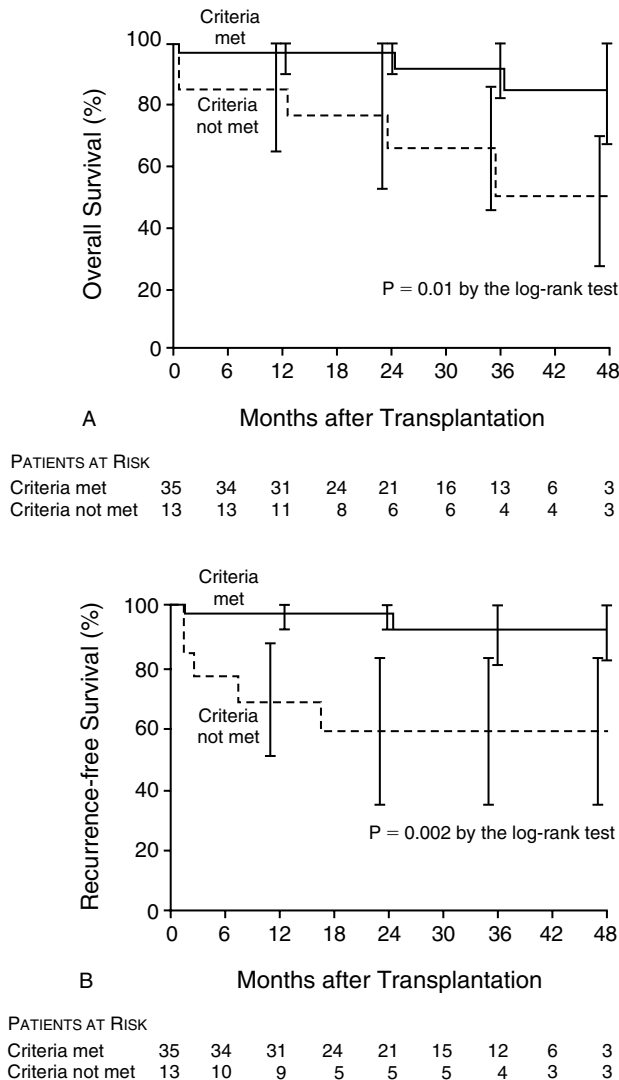 Criteria
met
100
80
60
40
20
0
Overall Survival (%)
Criteria
not met
P = 0.01 by the log-rank test
0 6 12 18 24 30 36 42 48
A
Months after Transplantation
PATIENTS AT RISK
Criteria met 35 34 31 24 21 16 13 6 3
Criteria not met 13 13 11 8 6 6 4 4 3
Criteria
met
100
80
60
40
20
0
Recurrence-free Survival (%)
Criteria
not met
P = 0.002 by the log-rank test
0 6 12 18 24 30 36 42 48
B
Months after Transplantation
PATIENTS AT RISK
Criteria met 35 34 31 24 21 15 12 6 3
Criteria not met 13 10 9 5 5 5 4 3 3